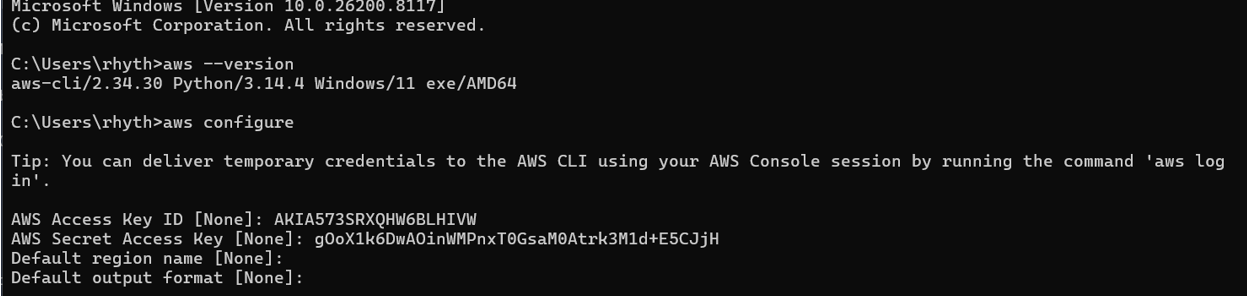 Microsoft Windows [Version 10.0.26200.8117]
(c) Microsoft Corporation. All rights reserved.
C:\Users\rhyth>aws --version
aws-cli/2.34.30 Python/3.14.4 Windows/11 exe/AMD64
C:\Users\rhyth>aws configure
Tip: You can deliver temporary credentials to the AWS CLI using your AWS Console session by running the command 'aws log
in'.
AWS Access Key ID [None]: AKIA573SRXQHW6BLHIVW
AWS Secret Access Key [None]: gOoX1k6DwAOinWMPnxT0GsaM0Atrk3M1d+E5CJjH
Default region name [None]:
Default output format [None]: